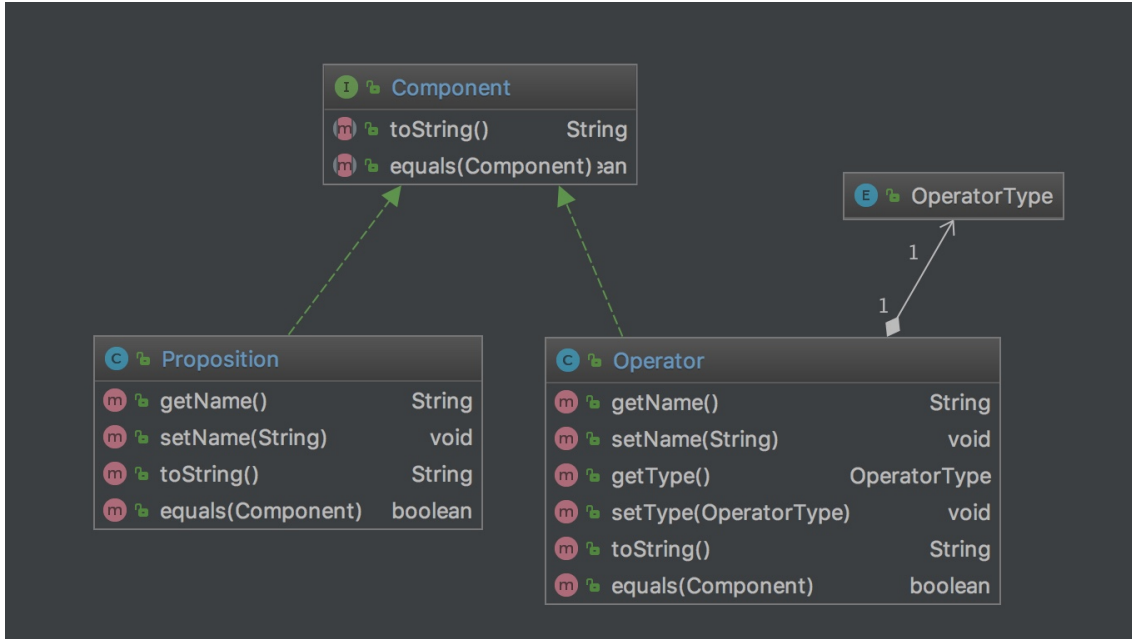 I Component
m toString() String
m equals(Component) ean
E OperatorType
1
1
C Proposition
m getName() String
m setName(String) void
m toString() String
m equals(Component) boolean
C Operator
m getName() String
m setName(String) void
m getType() OperatorType
m setType(OperatorType) void
m toString() String
m equals(Component) boolean